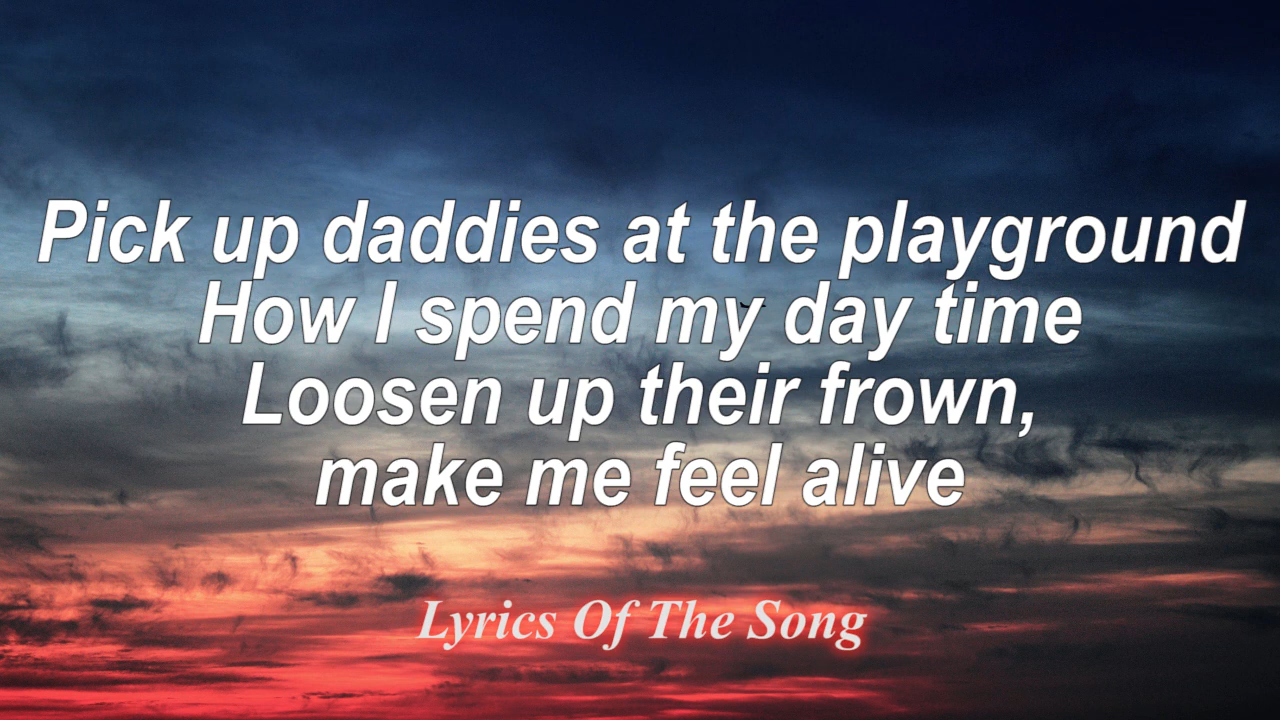 Pick up daddies at the playground
How I spend my day time
Loosen up their frown,
make me feel alive
Lyrics Of The Song